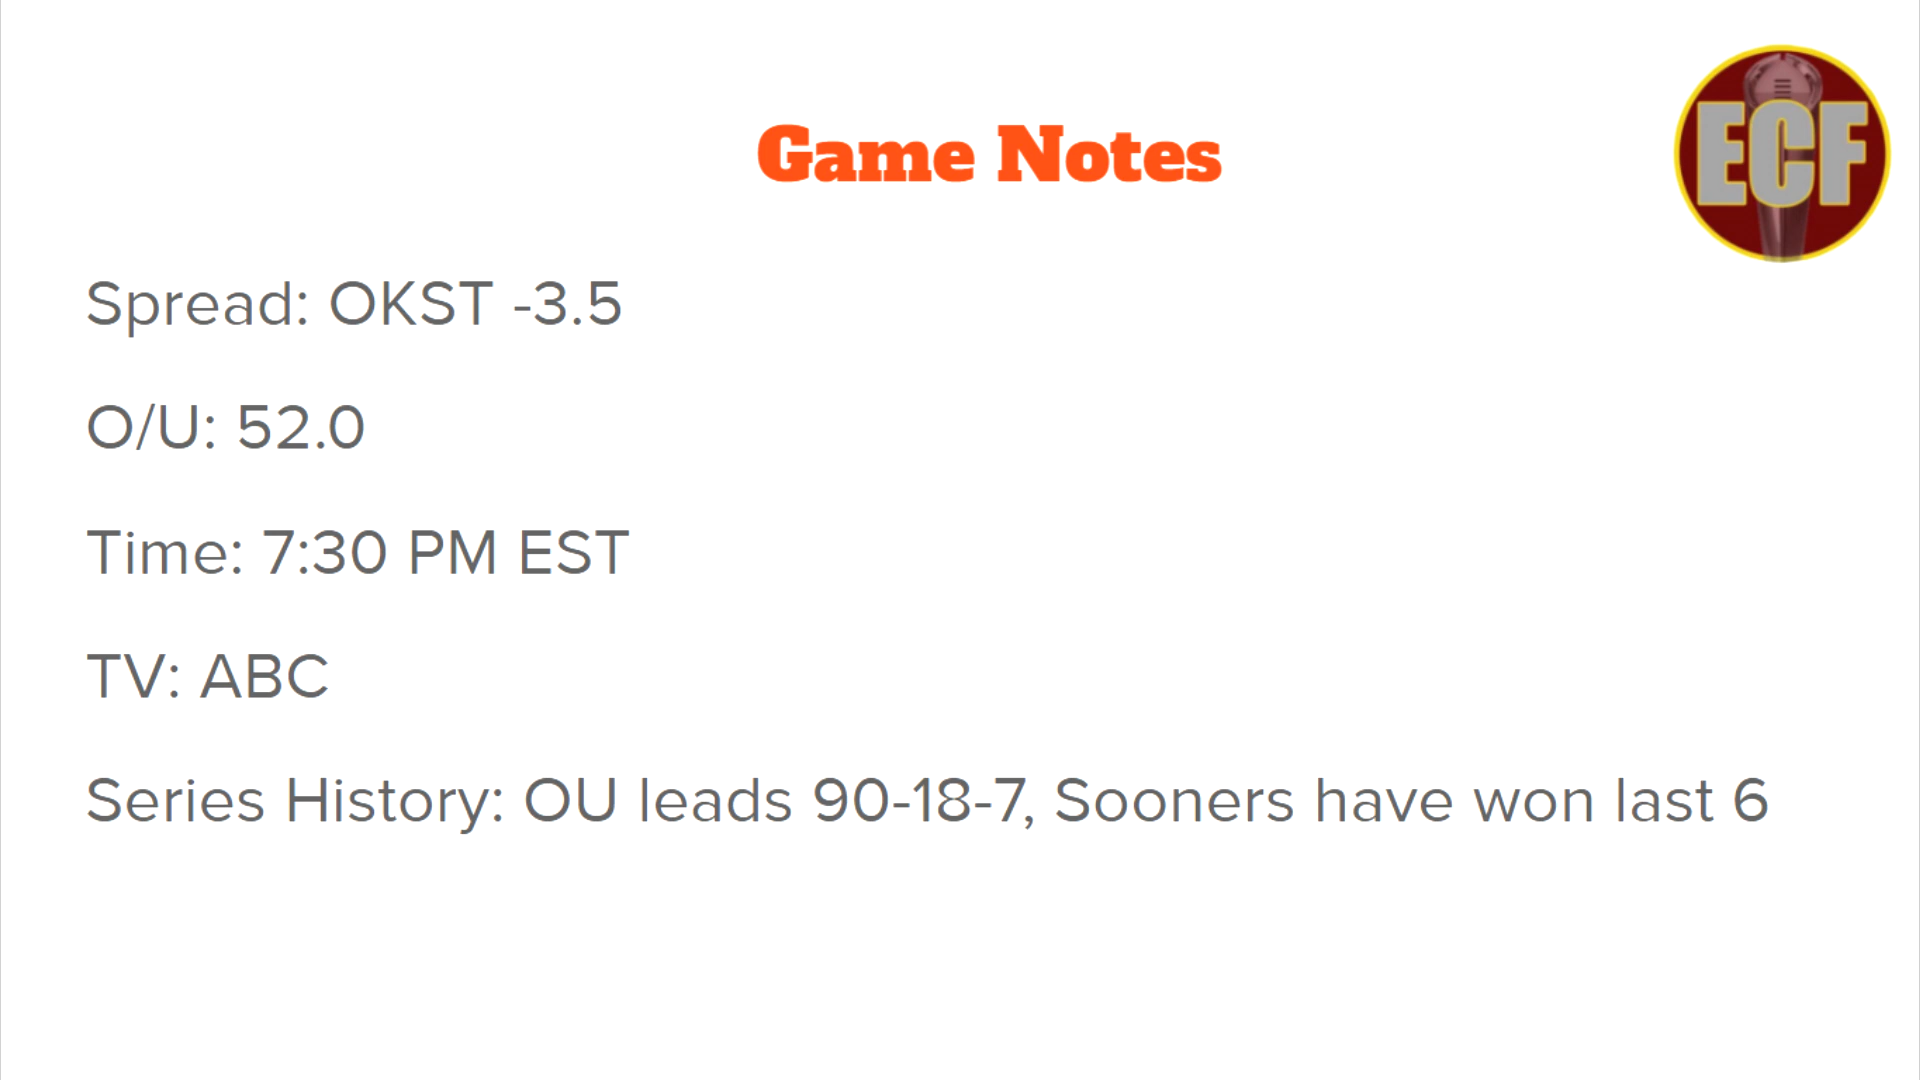 Game Notes
ECF
Spread: OKST -3.5
O/U: 52.0
Time: 7:30 PM EST
TV: ABC
Series History: OU leads 90-18-7, Sooners have won last 6